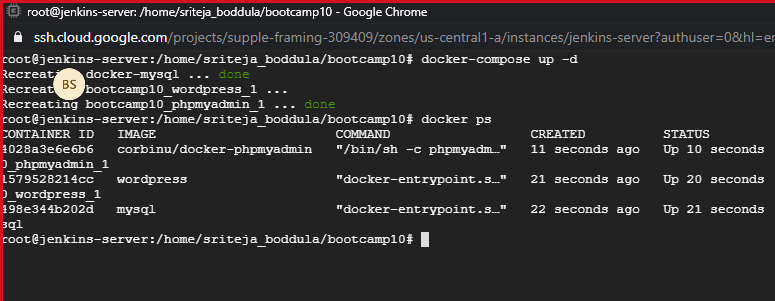 root@jenkins-server: /home/sriteja_boddula/bootcamp10 - Google Chrome
ssh.cloud.google.com/projects/supple-framing-309409/zones/us-central1-a/instances/jenkins-server?authuser=0&hl=en
root@jenkins-server:/home/sriteja_boddula/bootcamp10# docker-compose up -d
Recreating docker-mysql ... done
BS
Recreating bootcamp10_wordpress_1 ...
Recreating bootcamp10_phpmyadmin_1 ... done
root@jenkins-server:/home/sriteja_boddula/bootcamp10# docker ps
CONTAINER ID IMAGE COMMAND CREATED STATUS
4028a3e6e6b6 corbinu/docker-phpmyadmin "/bin/sh -c phpmyadm…" 11 seconds ago Up 10 seconds
0_phpmyadmin_1
1579528214cc wordpress "docker-entrypoint.s…" 21 seconds ago Up 20 seconds
0_wordpress_1
498e344b202d mysql "docker-entrypoint.s…" 22 seconds ago Up 21 seconds
sql
root@jenkins-server:/home/sriteja_boddula/bootcamp10#